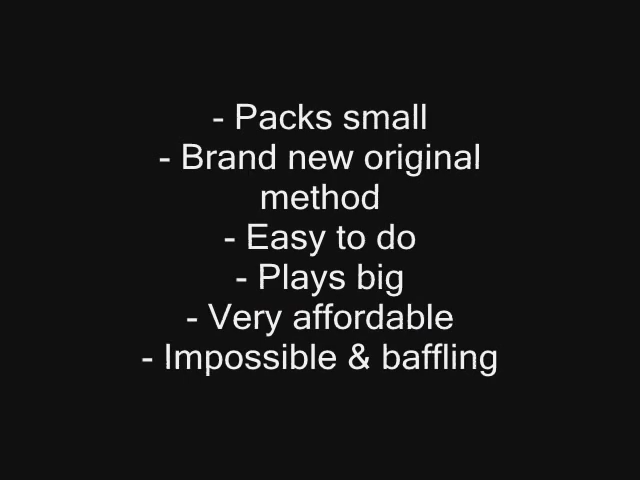 - Packs small
- Brand new original
method
- Easy to do
- Plays big
- Very affordable
- Impossible & baffling